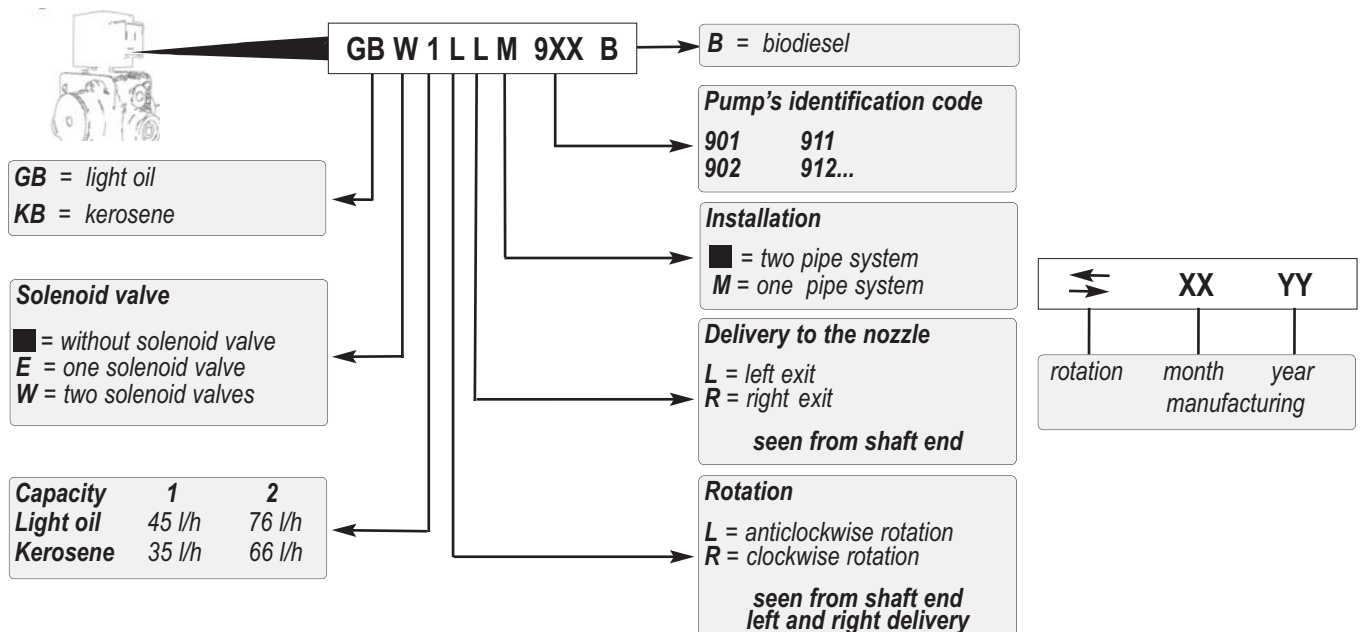 GB W 1 L L M 9XX B
B = biodiesel
Pump's identification code
901 911
902 912...
GB = light oil
KB = kerosene
Installation
= two pipe system
M = one pipe system
Solenoid valve
= without solenoid valve
E = one solenoid valve
W = two solenoid valves
Delivery to the nozzle
L = left exit
R = right exit
seen from shaft end
XX YY
rotation month year
manufacturing
Capacity 1 2
Light oil 45 l/h 76 l/h
Kerosene 35 l/h 66 l/h
Rotation
L = anticlockwise rotation
R = clockwise rotation
seen from shaft end
left and right delivery